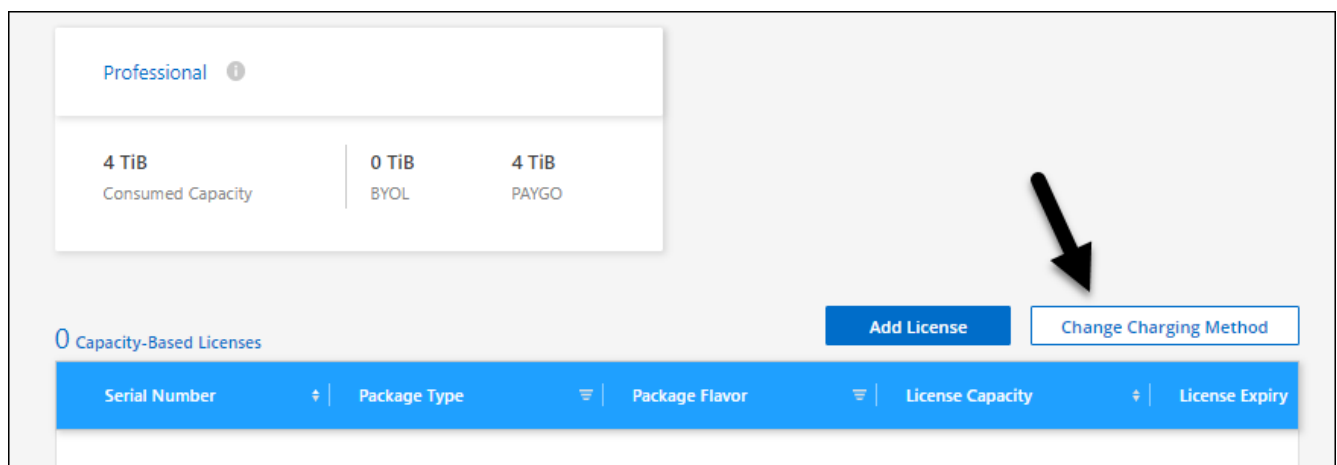 Professional
4 TiB 0 TiB 4 TiB
Consumed Capacity BYOL PAYGO
Add License Change Charging Method
0 Capacity-Based Licenses
Serial Number Package Type Package Flavor License Capacity License Expiry